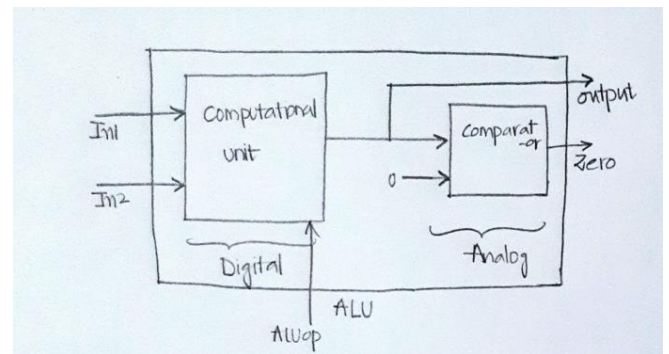 In1
In2
Computational
unit
Comparat
-or
0
output
Zero
Digital
Analog
ALU
ALUop